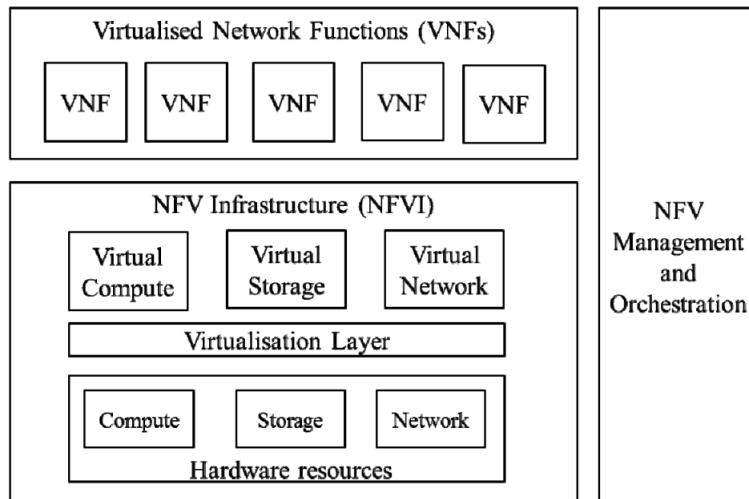 Virtualised Network Functions (VNFs)
VNF VNF VNF VNF VNF
NFV Infrastructure (NFVI)
Virtual
Compute
Virtual
Storage
Virtual
Network
Virtualisation Layer
Compute Storage Network
Hardware resources
NFV
Management
and
Orchestration